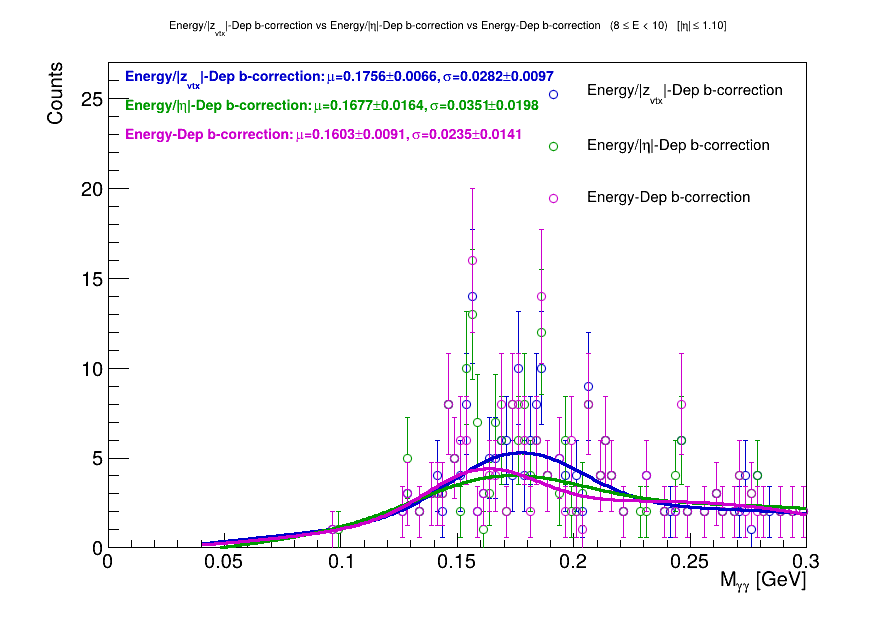 Energy/|z_vtx|-Dep b-correction vs Energy/|η|-Dep b-correction vs Energy-Dep b-correction (8 ≤ E < 10) [|η| ≤ 1.10]
Counts
Energy/|z_vtx|-Dep b-correction: μ=0.1756±0.0066, σ=0.0282±0.0097
Energy/|η|-Dep b-correction: μ=0.1677±0.0164, σ=0.0351±0.0198
Energy-Dep b-correction: μ=0.1603±0.0091, σ=0.0235±0.0141
Energy/|z_vtx|-Dep b-correction
Energy/|η|-Dep b-correction
Energy-Dep b-correction
25
20
15
10
5
0
0 0.05 0.1 0.15 0.2 0.25 0.3
M_γγ [GeV]